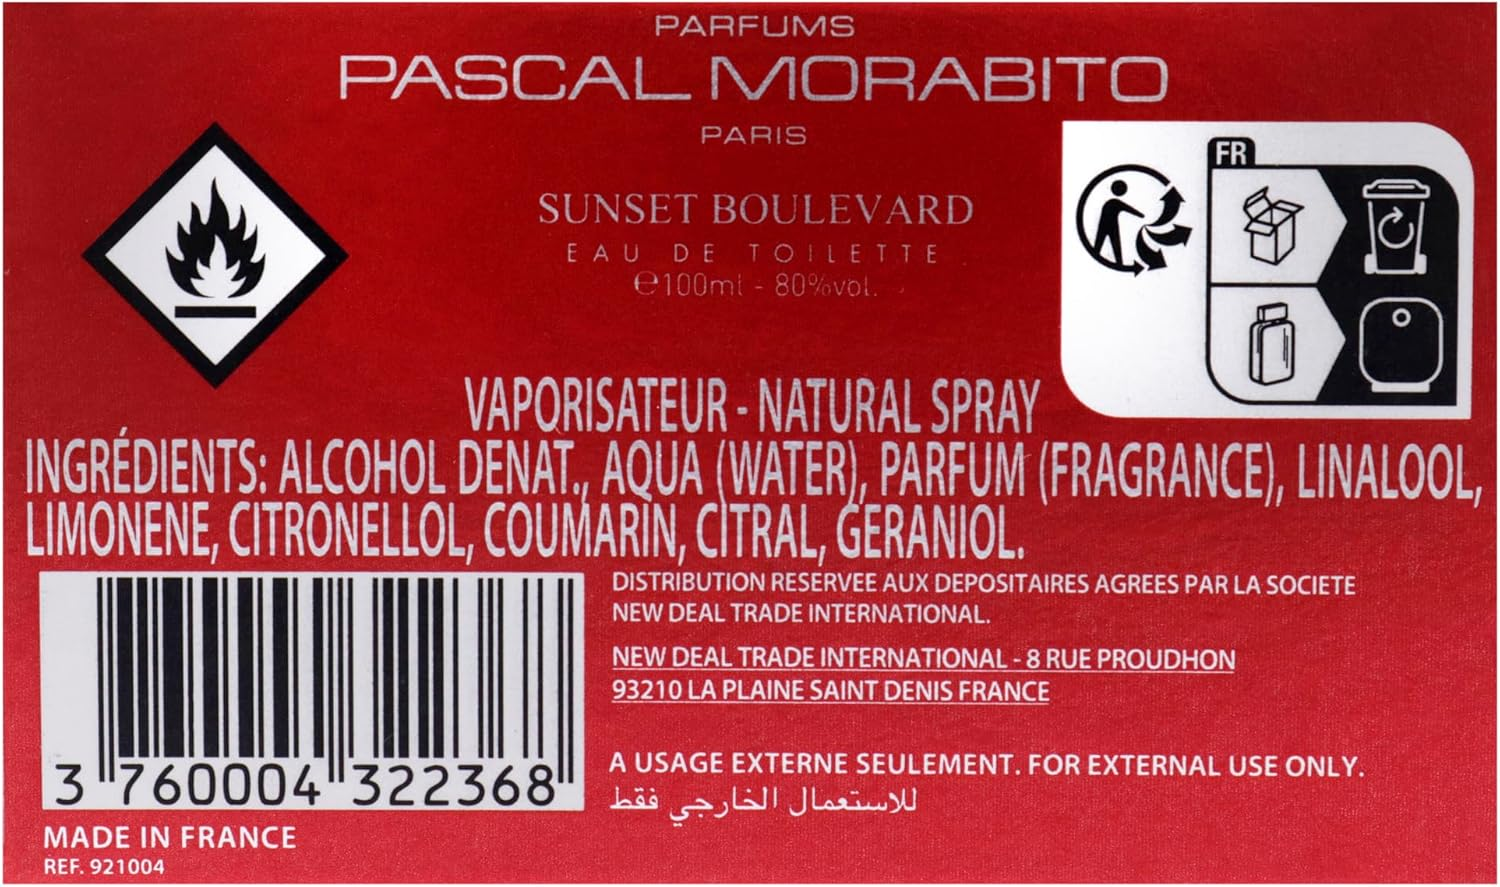 PARFUMS
PASCAL MORABITO
PARIS
SUNSET BOULEVARD
EAU DE TOILETTE
℮100ml - 80%vol.
FR
VAPORISATEUR - NATURAL SPRAY
INGRÉDIENTS: ALCOHOL DENAT., AQUA (WATER), PARFUM (FRAGRANCE), LINALOOL,
LIMONENE, CITRONELLOL, COUMARIN, CITRAL, GERANIOL.
DISTRIBUTION RESERVEE AUX DEPOSITAIRES AGREES PAR LA SOCIETE
NEW DEAL TRADE INTERNATIONAL.
NEW DEAL TRADE INTERNATIONAL - 8 RUE PROUDHON
93210 LA PLAINE SAINT DENIS FRANCE
A USAGE EXTERNE SEULEMENT. FOR EXTERNAL USE ONLY.
للاستعمال الخارجي فقط
3 760004 322368
MADE IN FRANCE
REF. 921004